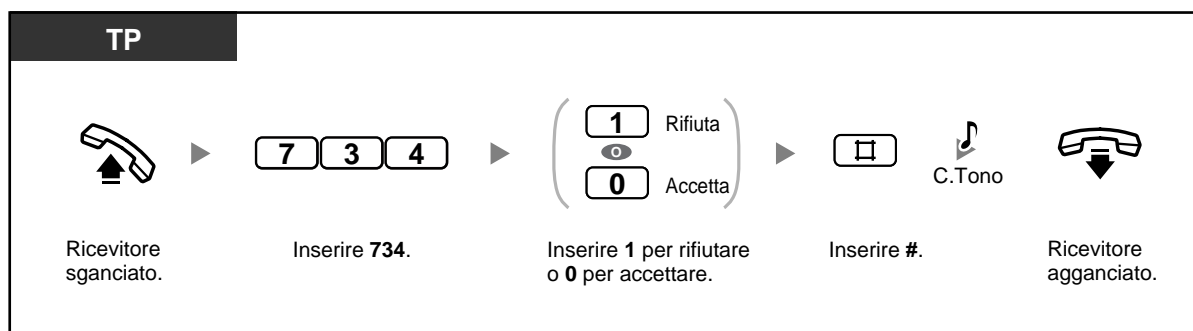 TP
7 3 4
1 Rifiuta
o
0 Accetta
C.Tono
Ricevitore
sganciato.
Inserire 734.
Inserire 1 per rifiutare
o 0 per accettare.
Inserire #.
Ricevitore
agganciato.